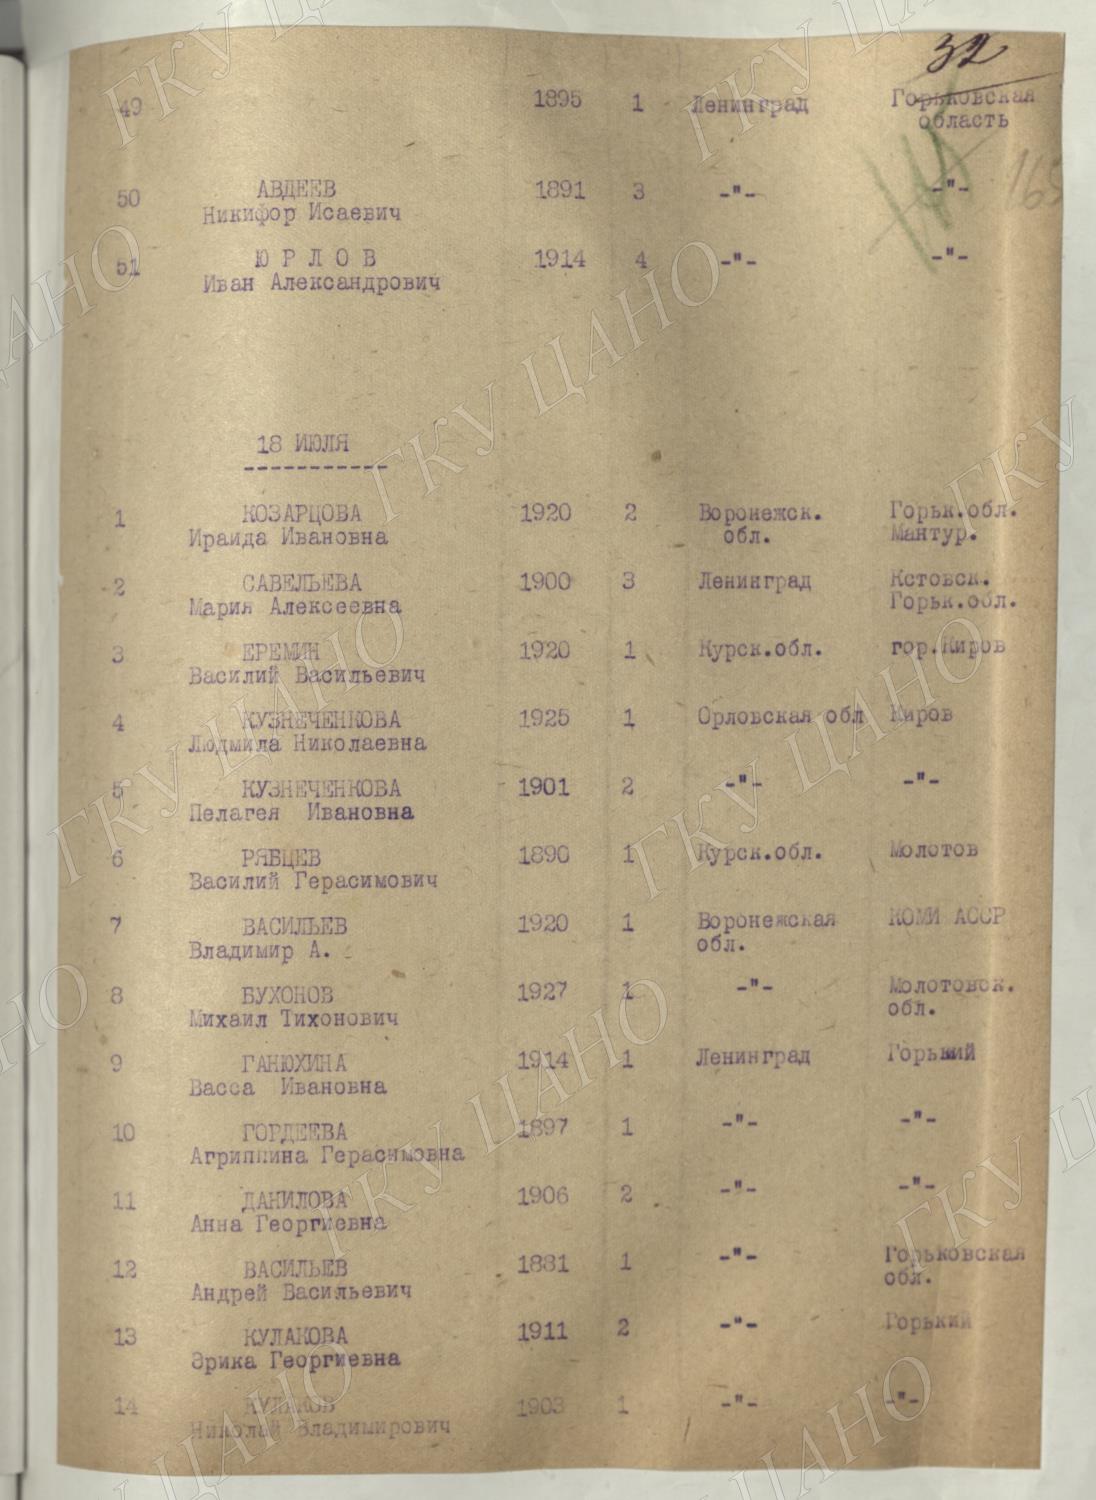 32
49 1895 1 Ленинград Горьковская
область
165
50 АВДЕЕВ 1891 3 -"- -"-
Никифор Исаевич
51 Ю Р Л О В 1914 4 -"- -"-
Иван Александрович
18 ИЮЛЯ
------------
1 КОЗАРЦОВА 1920 2 Воронежск. Горьк.обл.
Ираида Ивановна обл. Мантур.
2 САВЕЛЬЕВА 1900 3 Ленинград Кстовск.
Мария Алексеевна Горьк.обл.
3 ЕРЕМИН 1920 1 Курск.обл. гор.Киров
Василий Васильевич
4 КУЗНЕЧЕНКОВА 1925 1 Орловская обл Киров
Людмила Николаевна
5 КУЗНЕЧЕНКОВА 1901 2 -"- -"-
Пелагея Ивановна
6 РЯБЦЕВ 1890 1 Курск.обл. Молотов
Василий Герасимович
7 ВАСИЛЬЕВ 1920 1 Воронежская КОМИ АССР
Владимир А. обл.
8 БУХОНОВ 1927 1 -"- Молотовск.
Михаил Тихонович обл.
9 ГАНЮХИНА 1914 1 Ленинград Горький
Васса Ивановна
10 ГОРДЕЕВА 1897 1 -"- -"-
Агриппина Герасимовна
11 ДАНИЛОВА 1906 2 -"- -"-
Анна Георгиевна
12 ВАСИЛЬЕВ 1881 1 -"- Горьковская
Андрей Васильевич обл.
13 КУЛАКОВА 1911 2 -"- Горький
Эрика Георгиевна
14 КУЛАКОВ 1903 1 -"- -"-
Николай Владимирович
ГКУ ЦАНО